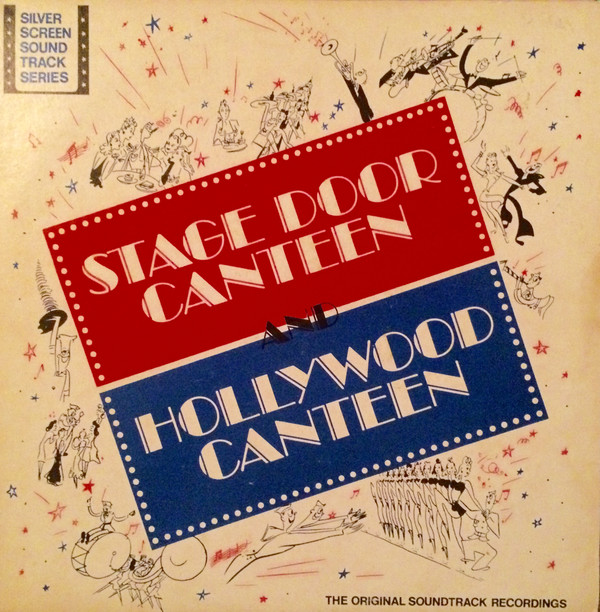 SILVER
SCREEN
SOUND
TRACK
SERIES
STAGE DOOR
CANTEEN
AND
HOLLYWOOD
CANTEEN
THE ORIGINAL SOUNDTRACK RECORDINGS